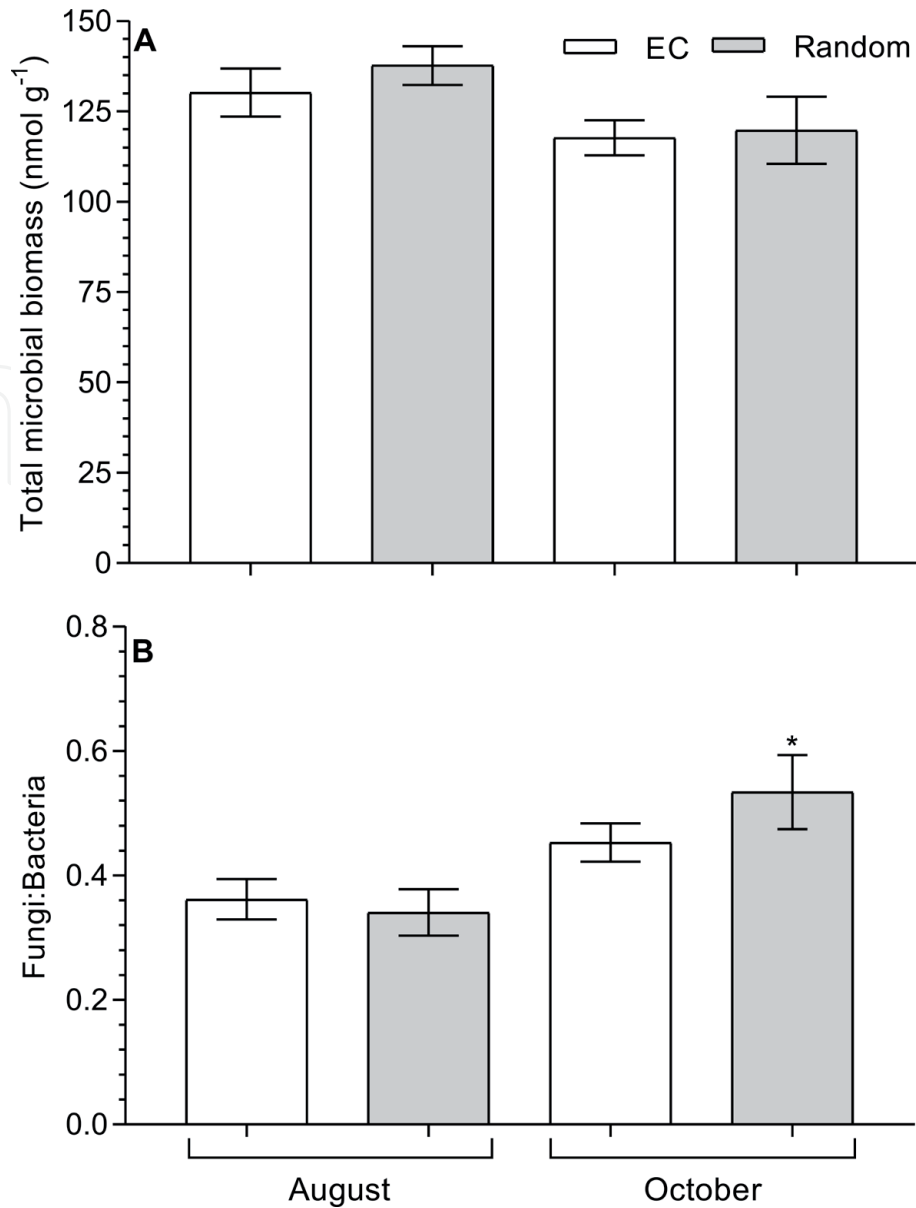 A
EC
Random
Total microbial biomass (nmol g⁻¹)
150
125
100
75
50
25
0
B
Fungi:Bacteria
0.8
0.6
0.4
0.2
0.0
*
August
October